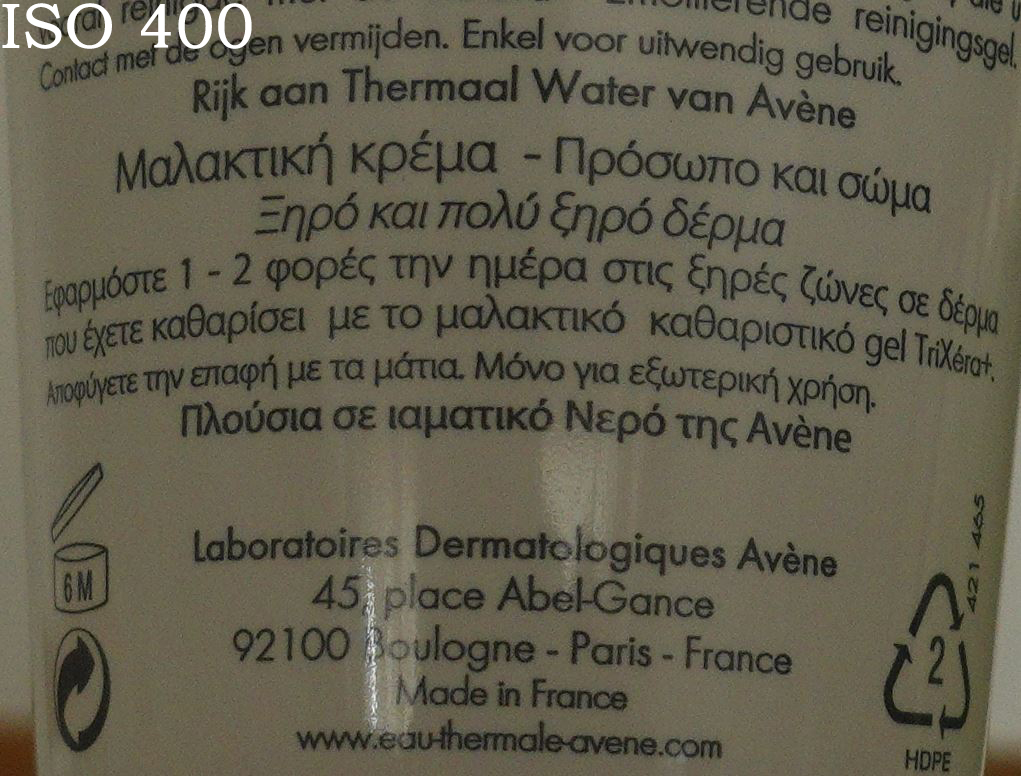 ISO 400
reinigingsgel.
Contact met de ogen vermijden. Enkel voor uitwendig gebruik.
Rijk aan Thermaal Water van Avène
Μαλακτική κρέμα - Πρόσωπο και σώμα
Ξηρό και πολύ ξηρό δέρμα
Εφαρμόστε 1 - 2 φορές την ημέρα στις ξηρές ζώνες σε δέρμα
που έχετε καθαρίσει με το μαλακτικό καθαριστικό gel TriXéra+.
Αποφύγετε την επαφή με τα μάτια. Μόνο για εξωτερική χρήση.
Πλούσια σε ιαματικό Νερό της Avène
6 M
Laboratoires Dermatologiques Avène
45, place Abel-Gance
92100 Boulogne - Paris - France
Made in France
www.eau-thermale-avene.com
421 465
2
HDPE